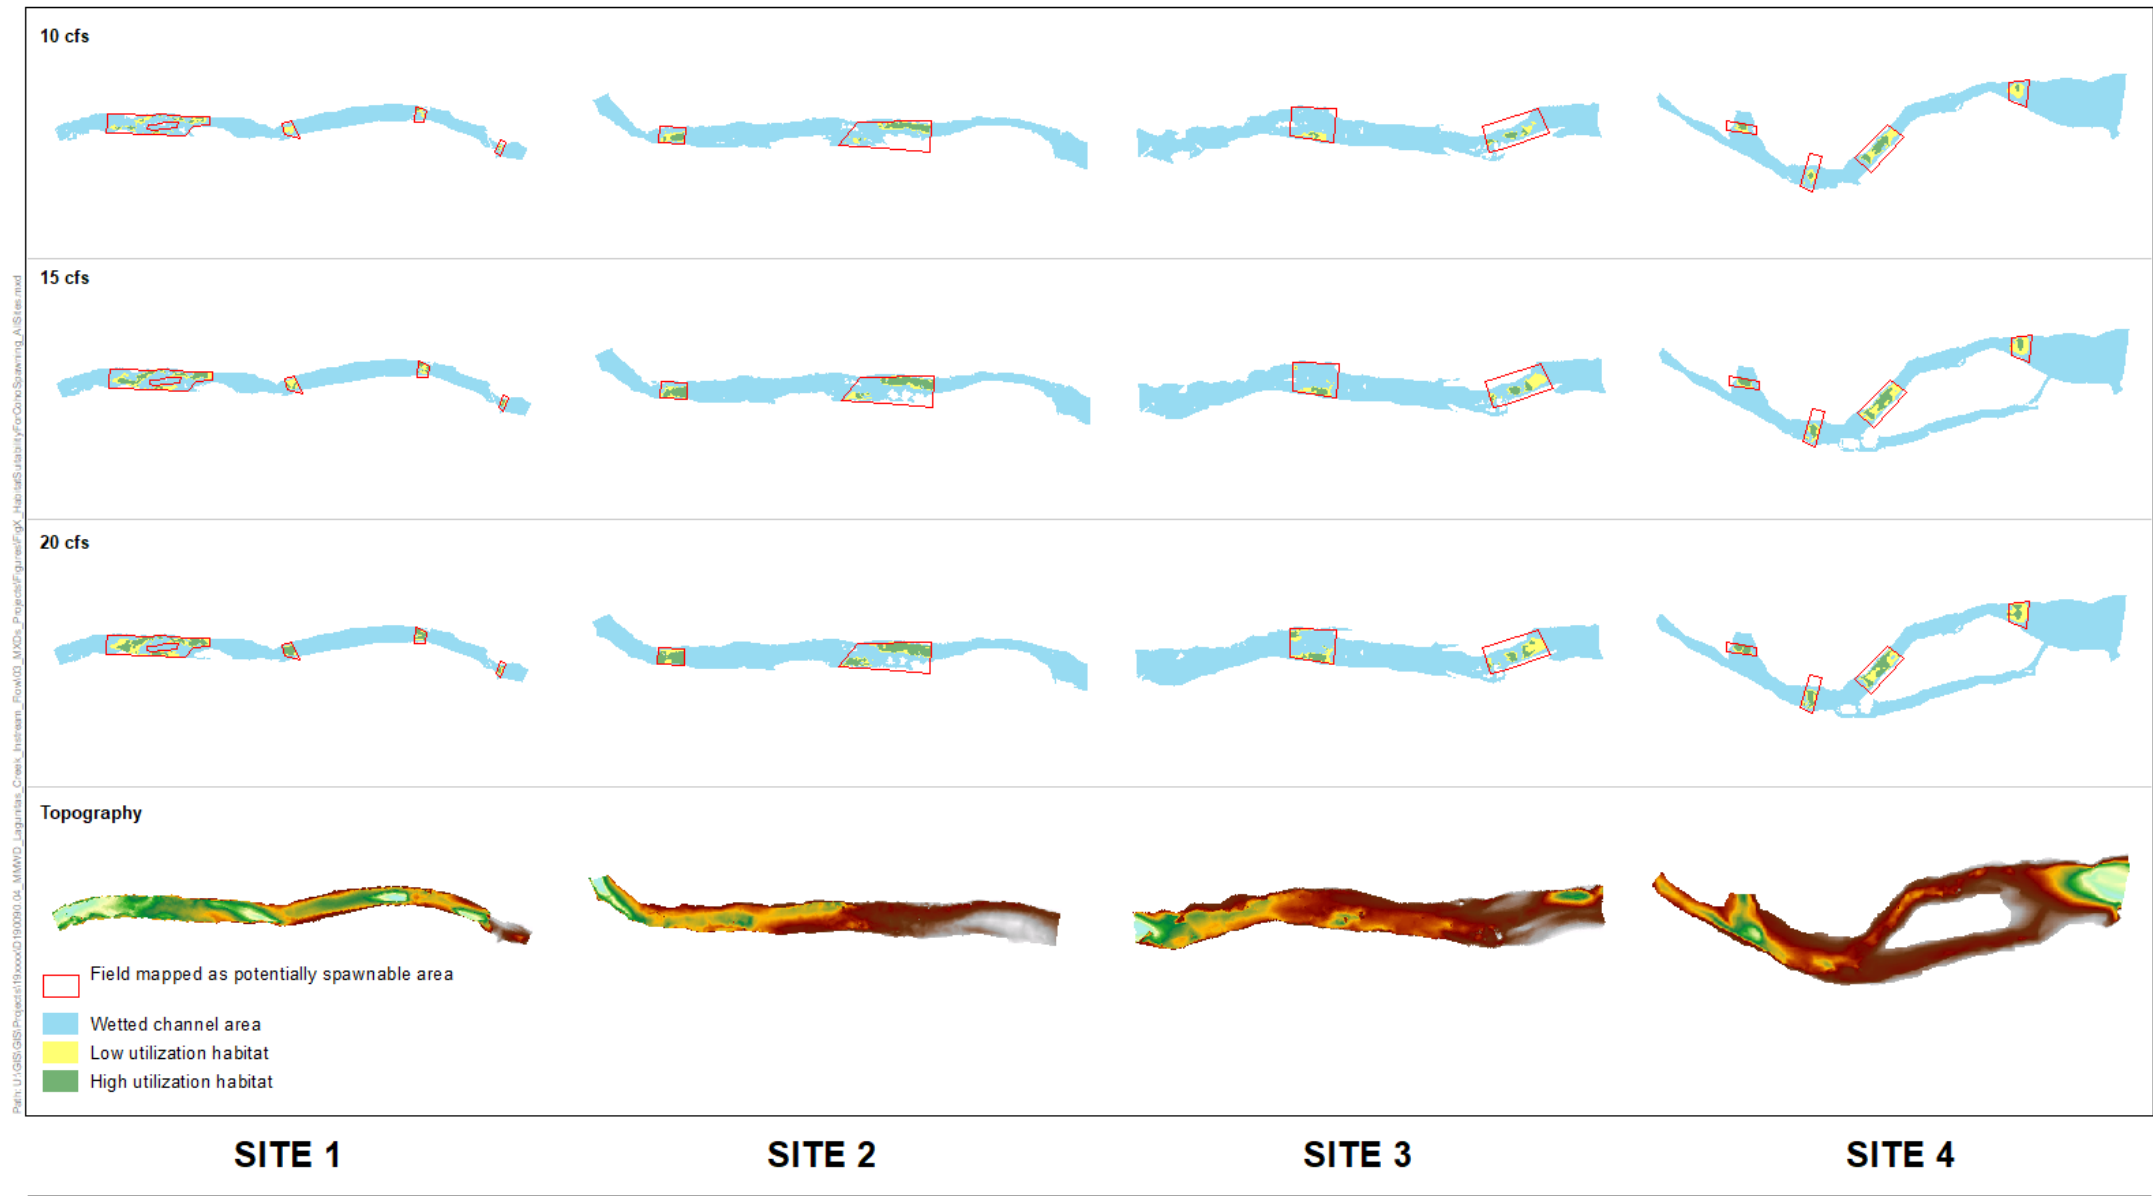 10 cfs
15 cfs
20 cfs
Topography
Field mapped as potentially spawnable area
Wetted channel area
Low utilization habitat
High utilization habitat
SITE 1
SITE 2
SITE 3
SITE 4